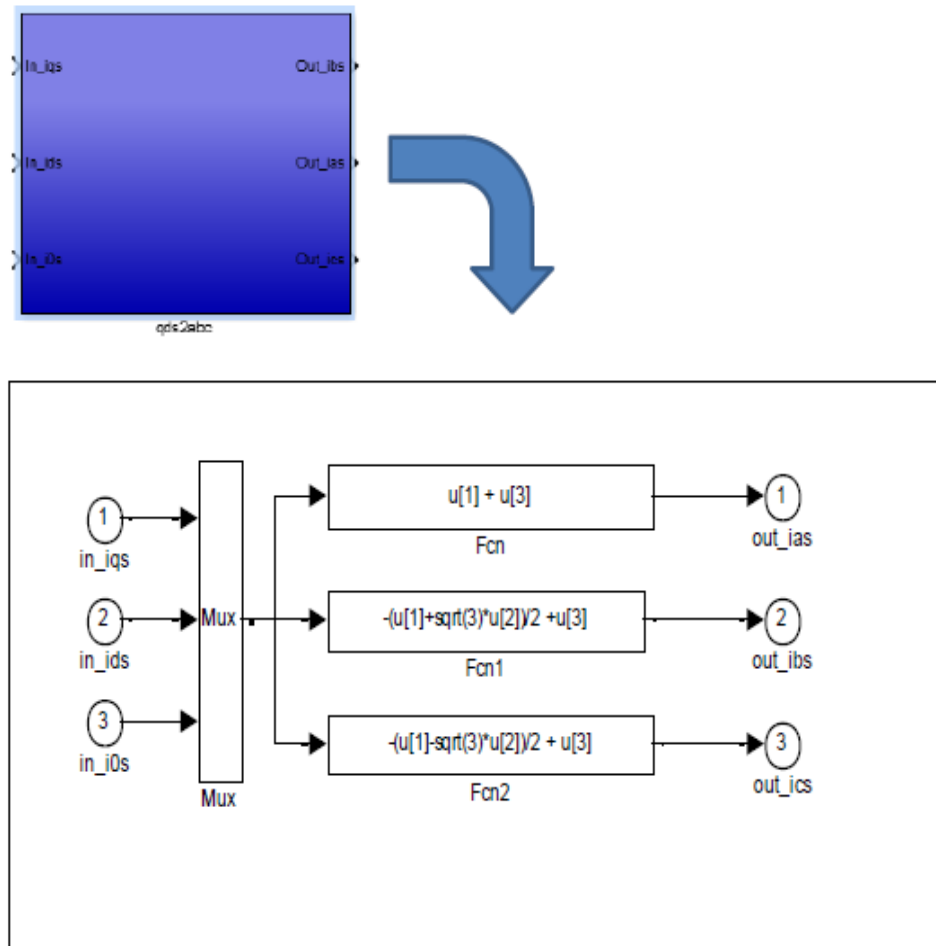 In_iqs
Out_ibs
In_ids
Out_ias
In_i0s
Out_ics
qds2abc
1
in_iqs
2
in_ids
3
in_i0s
Mux
Mux
u[1] + u[3]
Fcn
-(u[1]+sqrt(3)*u[2])/2 +u[3]
Fcn1
-(u[1]-sqrt(3)*u[2])/2 + u[3]
Fcn2
1
out_ias
2
out_ibs
3
out_ics